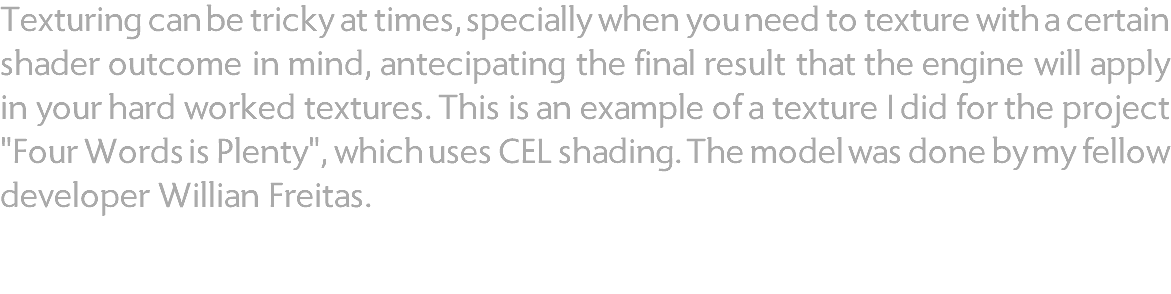 Texturing can be tricky at times, specially when you need to texture with a certain
shader outcome in mind, antecipating the final result that the engine will apply
in your hard worked textures. This is an example of a texture I did for the project
"Four Words is Plenty", which uses CEL shading. The model was done by my fellow
developer Willian Freitas.